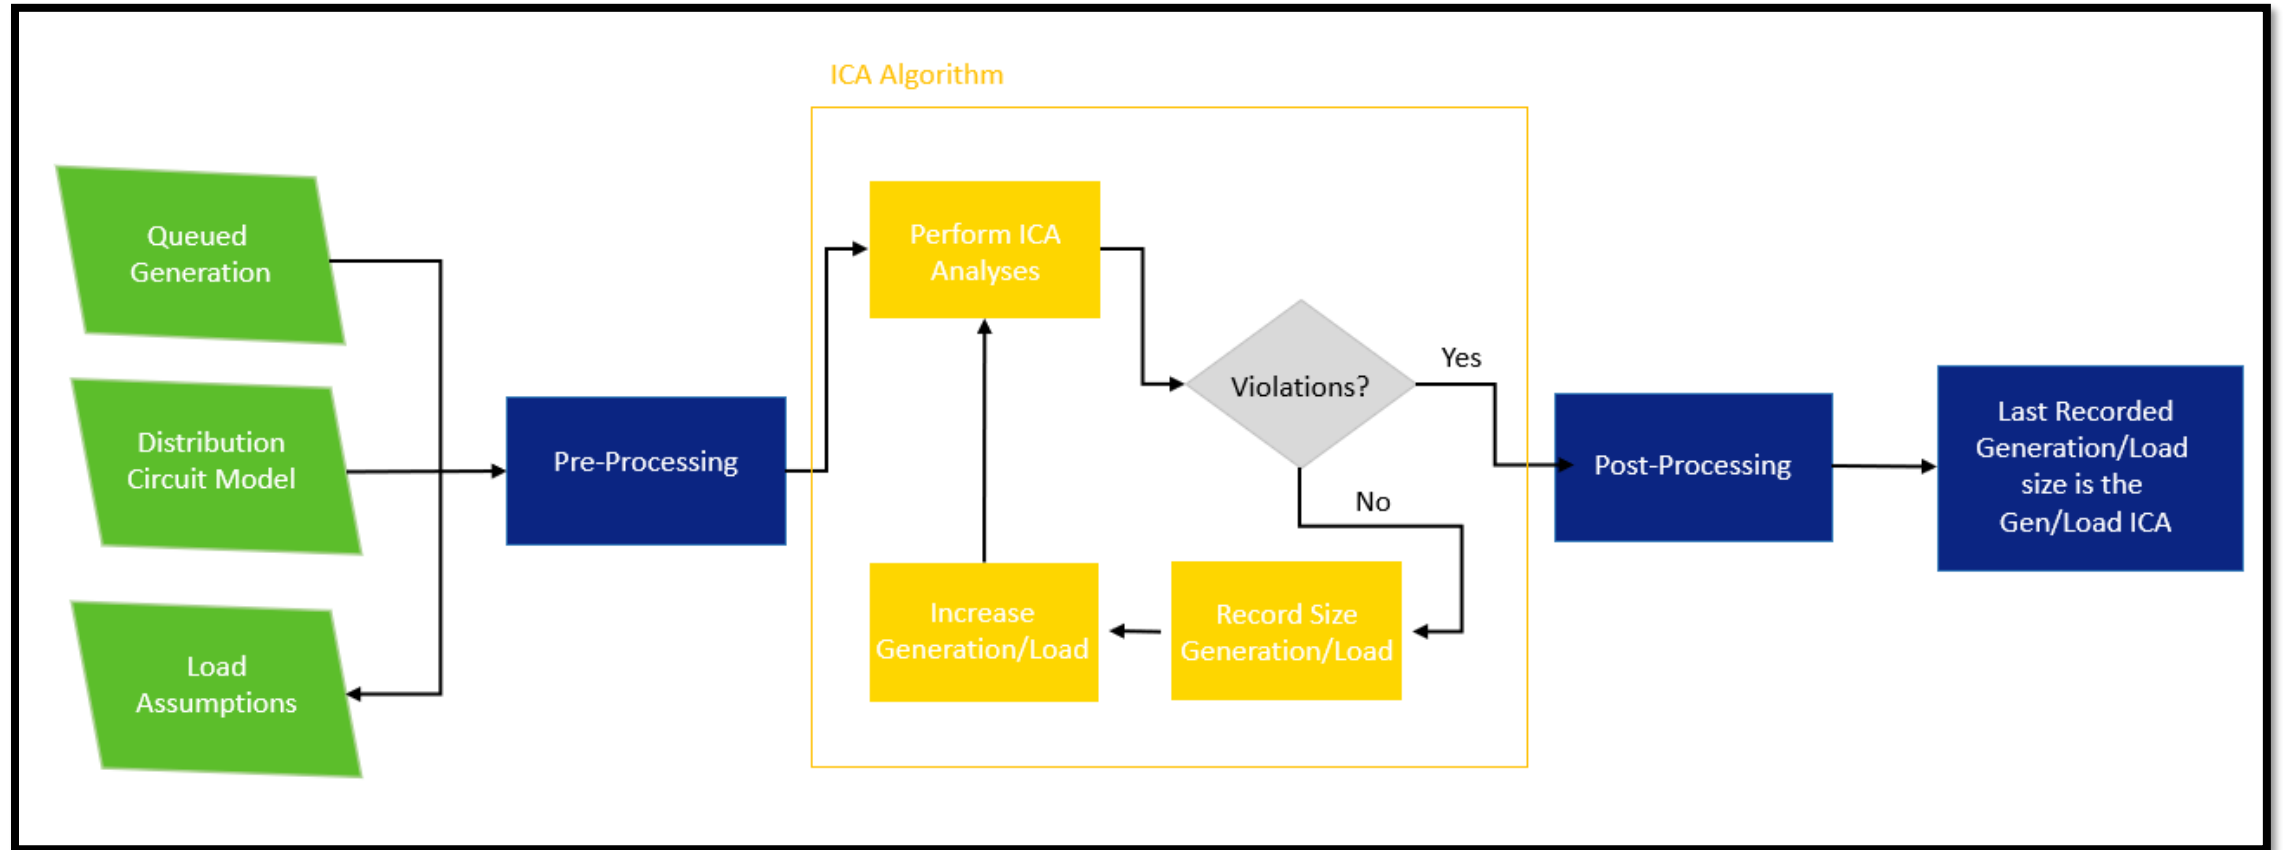 ICA Algorithm
Queued
Generation
Distribution
Circuit Model
Load
Assumptions
Pre-Processing
Perform ICA
Analyses
Violations?
Yes
No
Record Size
Generation/Load
Increase
Generation/Load
Post-Processing
Last Recorded
Generation/Load
size is the
Gen/Load ICA